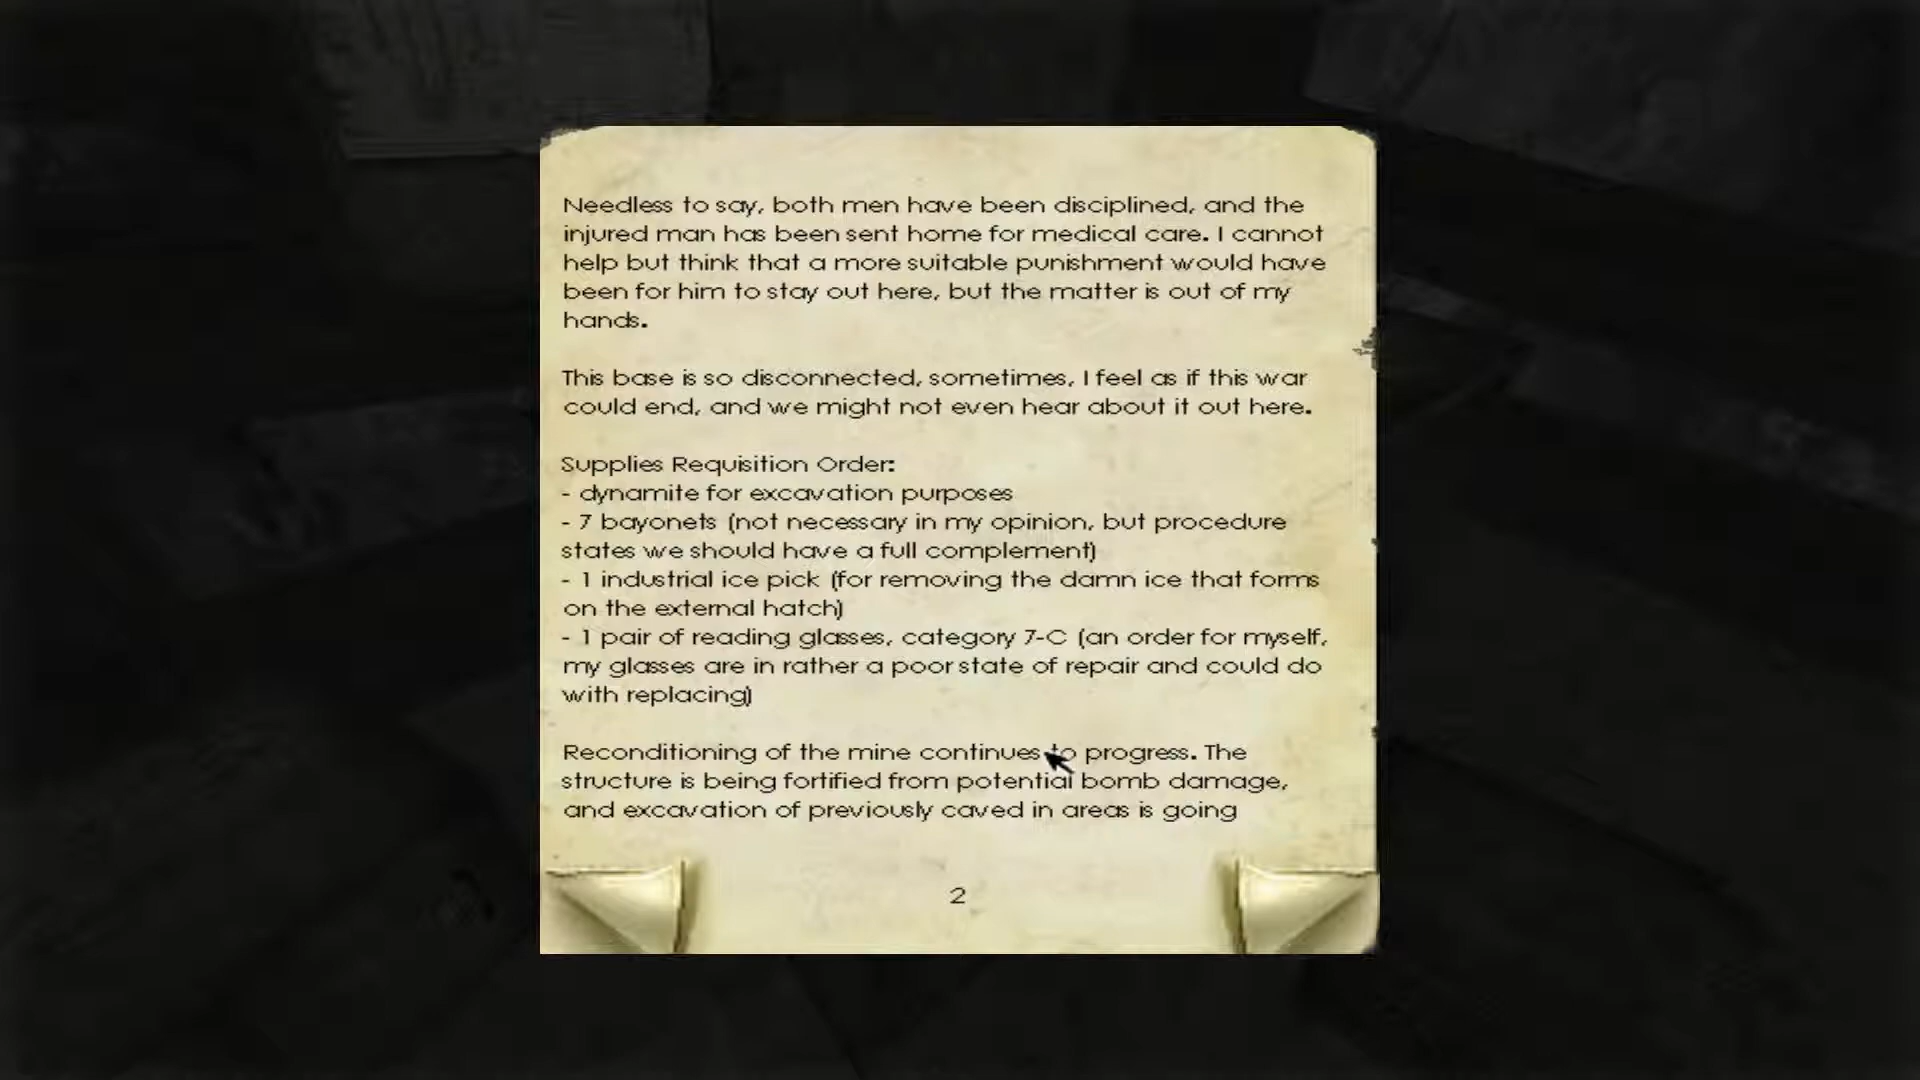 Needless to say, both men have been disciplined, and the
injured man has been sent home for medical care. I cannot
help but think that a more suitable punishment would have
been for him to stay out here, but the matter is out of my
hands.
This base is so disconnected, sometimes, I feel as if this war
could end, and we might not even hear about it out here.
Supplies Requisition Order:
- dynamite for excavation purposes
- 7 bayonets (not necessary in my opinion, but procedure
states we should have a full complement)
- 1 industrial ice pick (for removing the damn ice that forms
on the external hatch)
- 1 pair of reading glasses, category 7-C (an order for myself,
my glasses are in rather a poor state of repair and could do
with replacing)
Reconditioning of the mine continues to progress. The
structure is being fortified from potential bomb damage,
and excavation of previously caved in areas is going
2